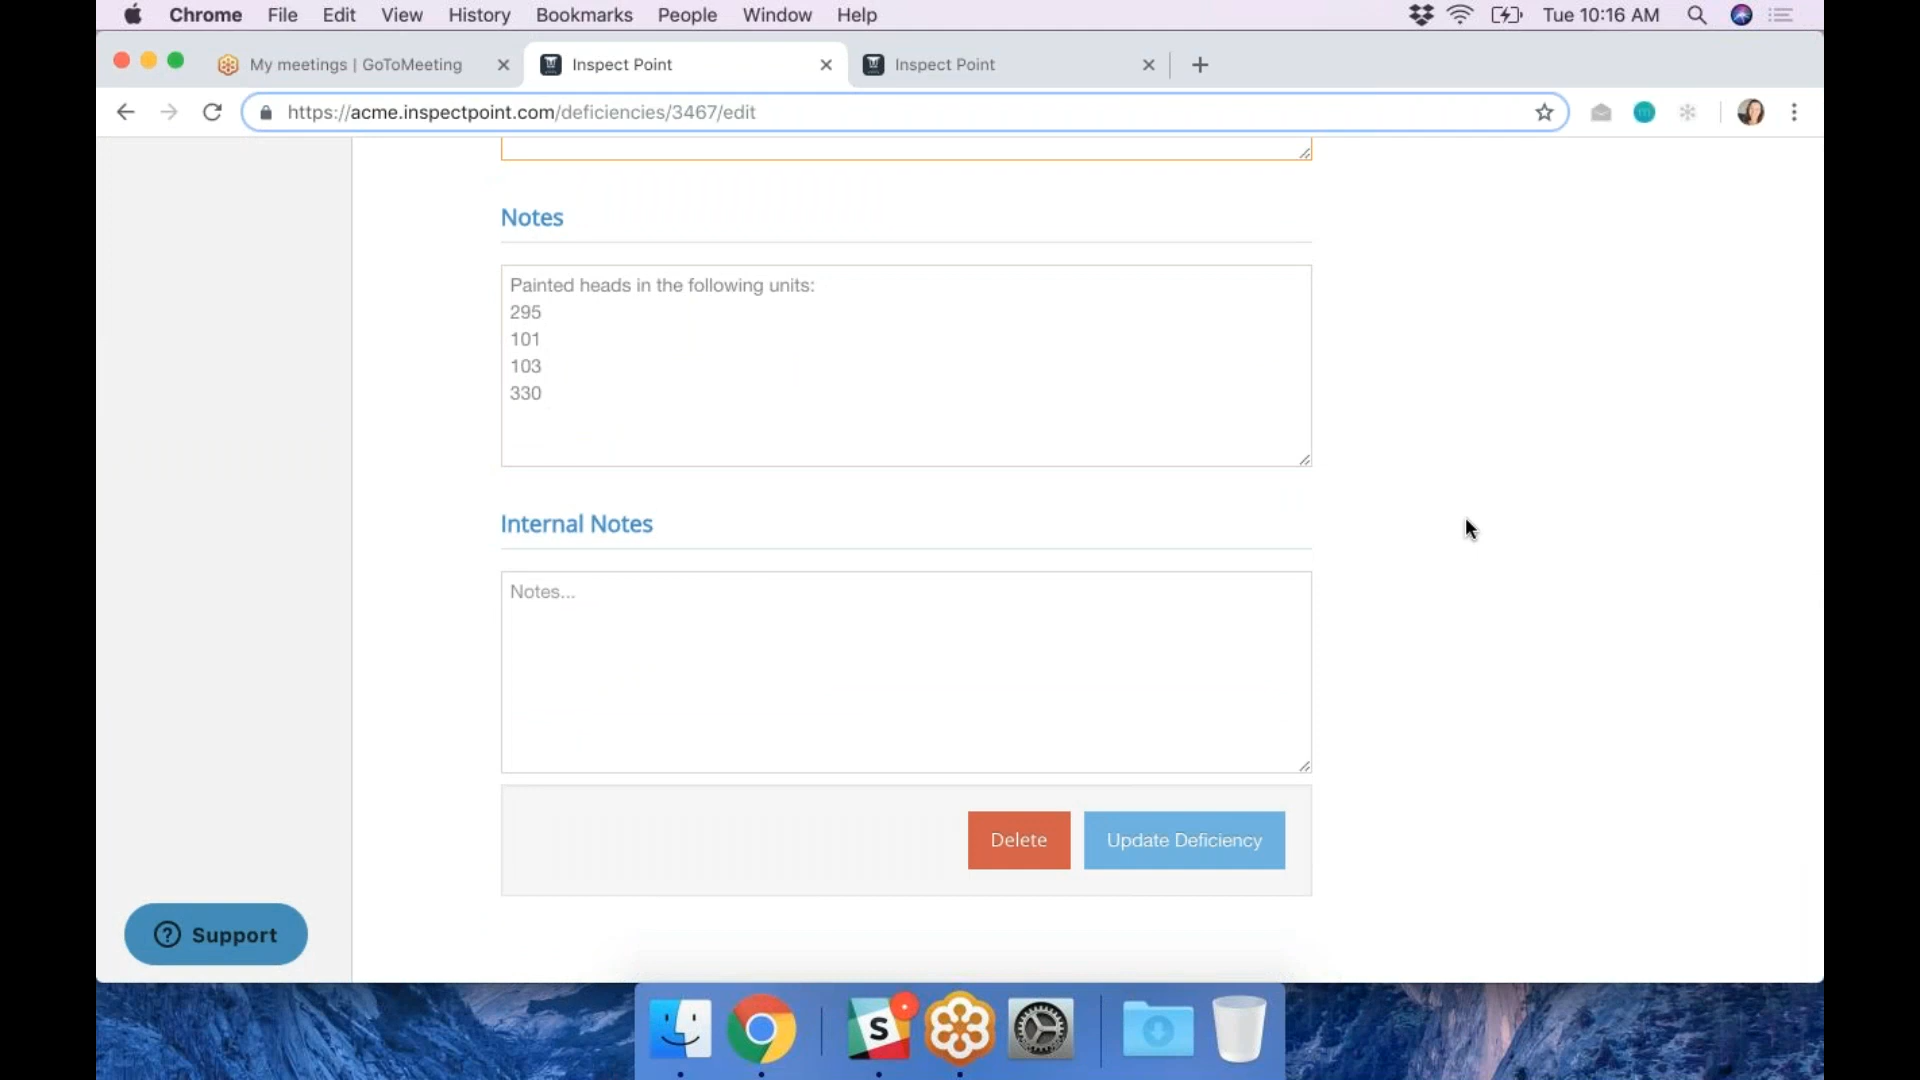 Chrome File Edit View History Bookmarks People Window Help Tue 10:16 AM
My meetings | GoToMeeting Inspect Point Inspect Point
https://acme.inspectpoint.com/deficiencies/3467/edit
Notes
Painted heads in the following units:
295
101
103
330
Internal Notes
Notes...
Delete Update Deficiency
Support
S